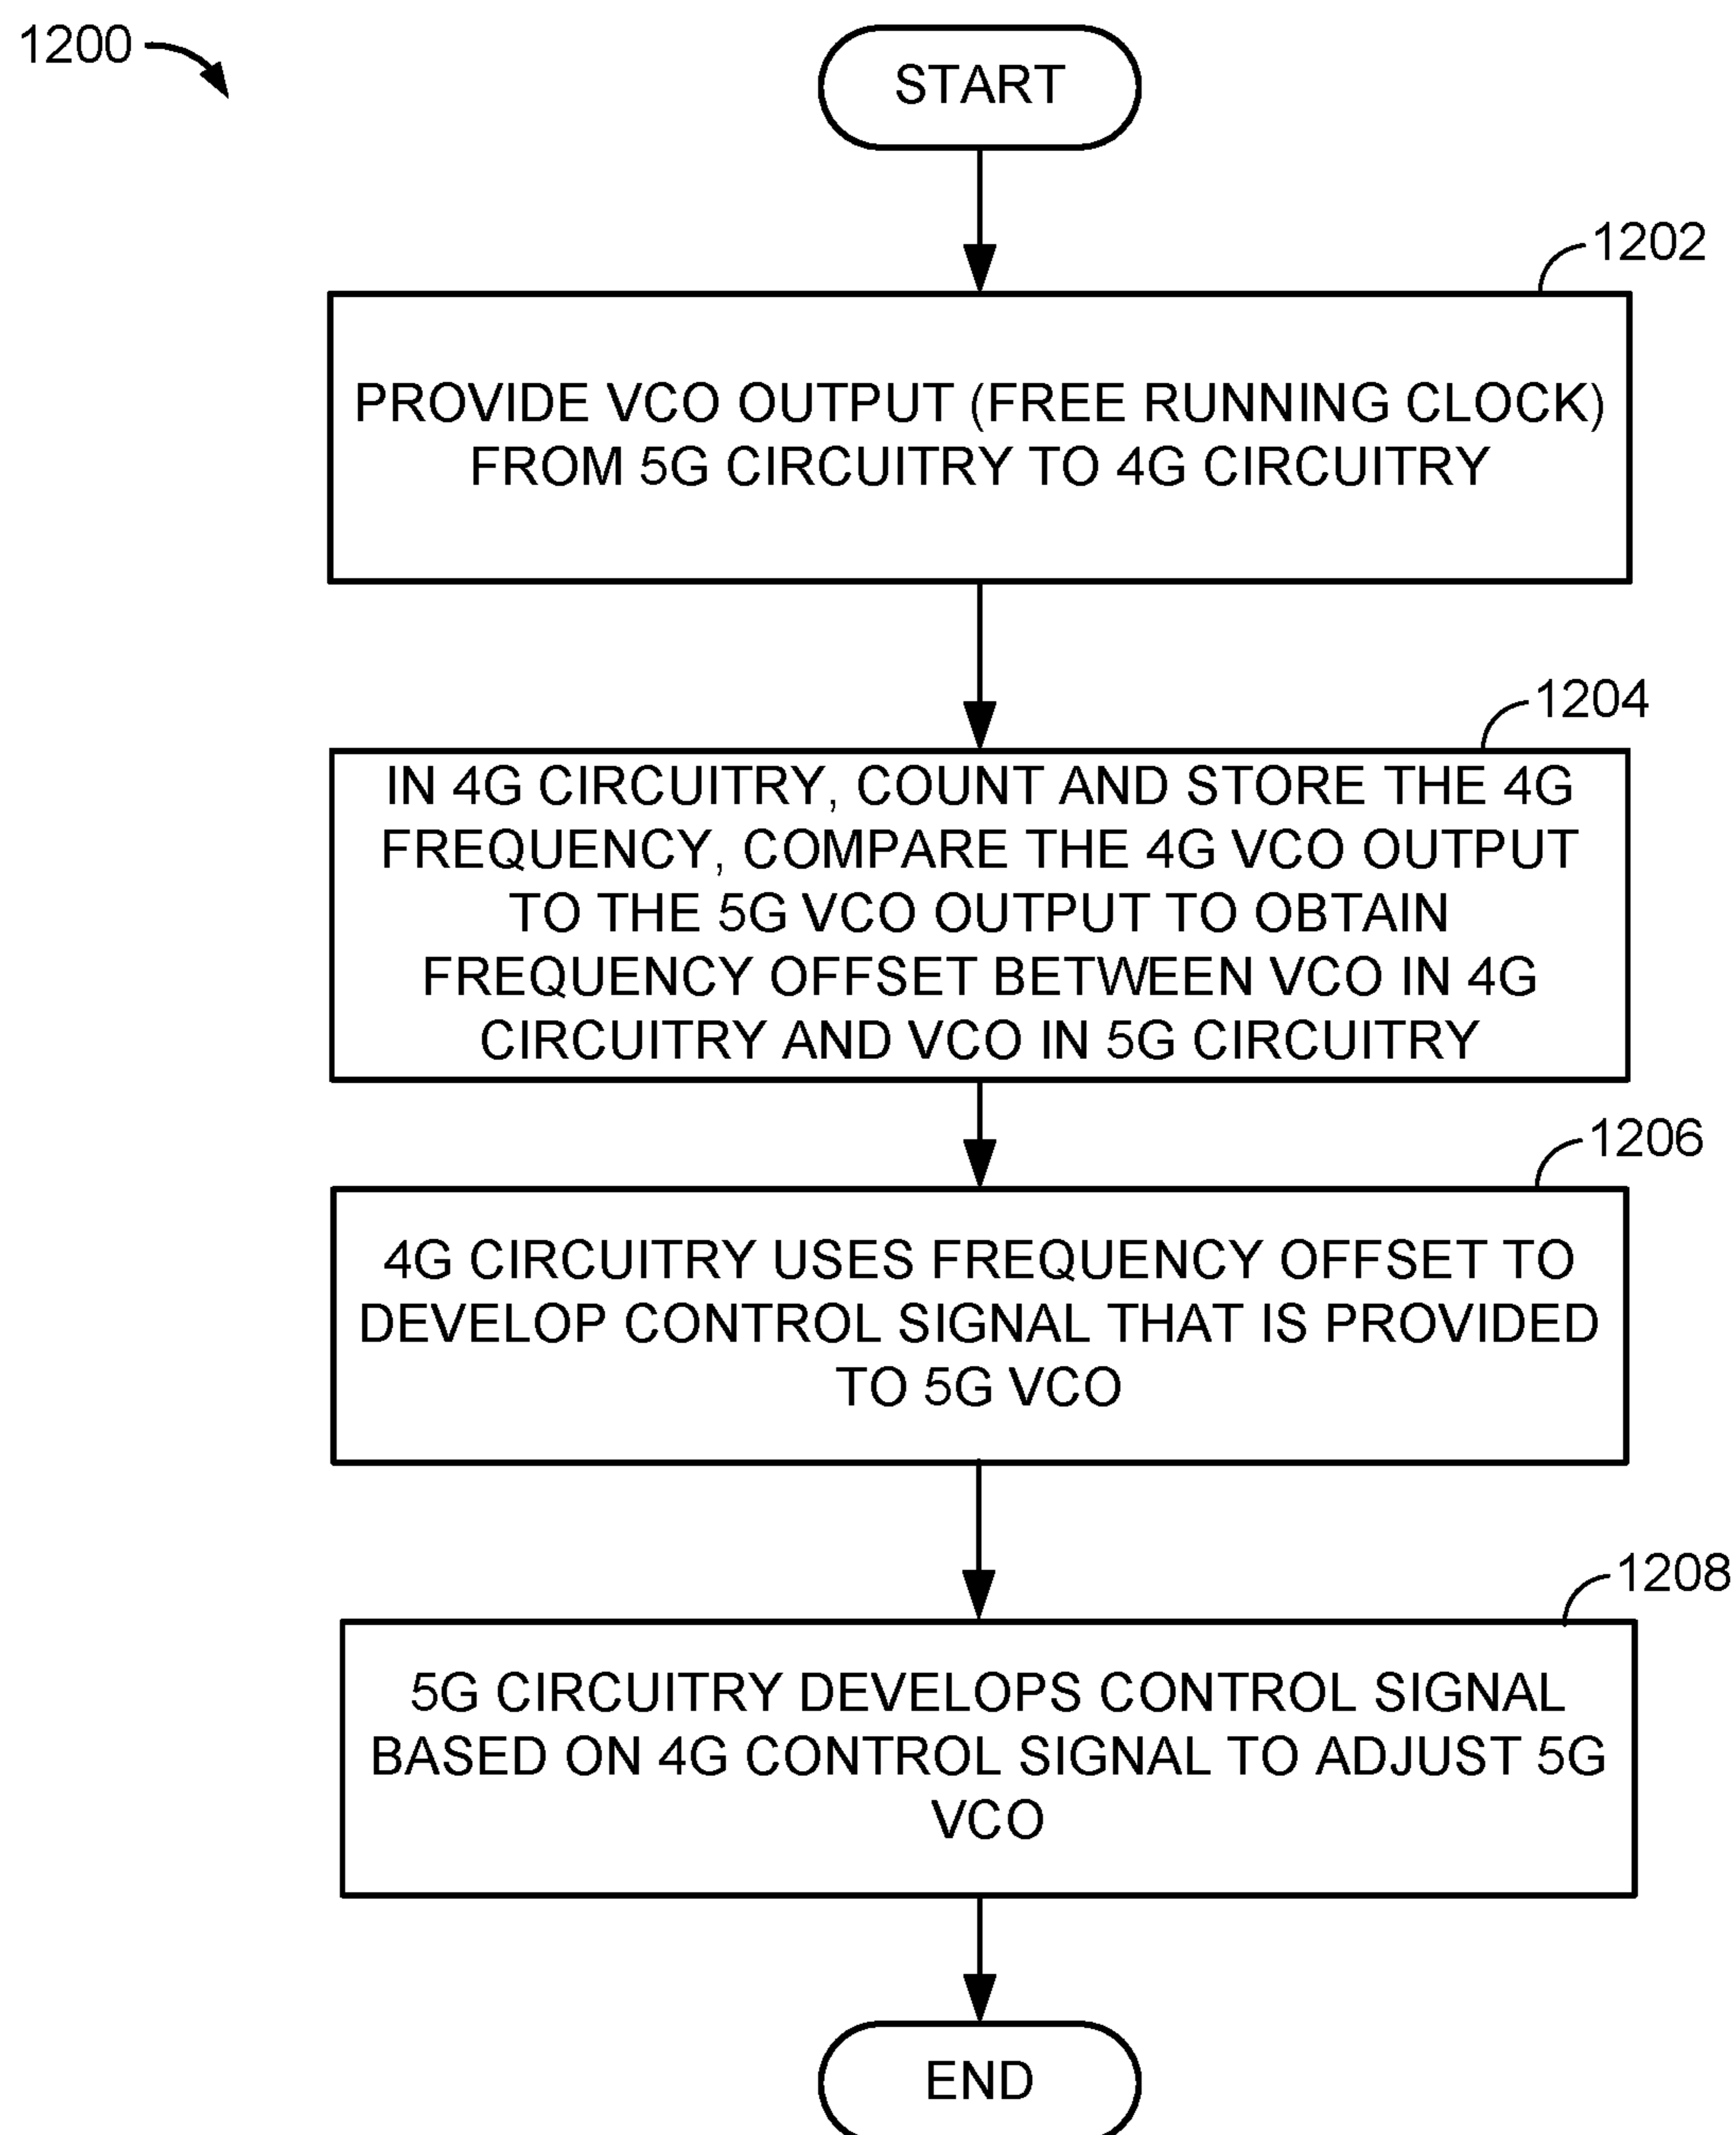 1200
START
1202
PROVIDE VCO OUTPUT (FREE RUNNING CLOCK)
FROM 5G CIRCUITRY TO 4G CIRCUITRY
1204
IN 4G CIRCUITRY, COUNT AND STORE THE 4G
FREQUENCY, COMPARE THE 4G VCO OUTPUT
TO THE 5G VCO OUTPUT TO OBTAIN
FREQUENCY OFFSET BETWEEN VCO IN 4G
CIRCUITRY AND VCO IN 5G CIRCUITRY
1206
4G CIRCUITRY USES FREQUENCY OFFSET TO
DEVELOP CONTROL SIGNAL THAT IS PROVIDED
TO 5G VCO
1208
5G CIRCUITRY DEVELOPS CONTROL SIGNAL
BASED ON 4G CONTROL SIGNAL TO ADJUST 5G
VCO
END